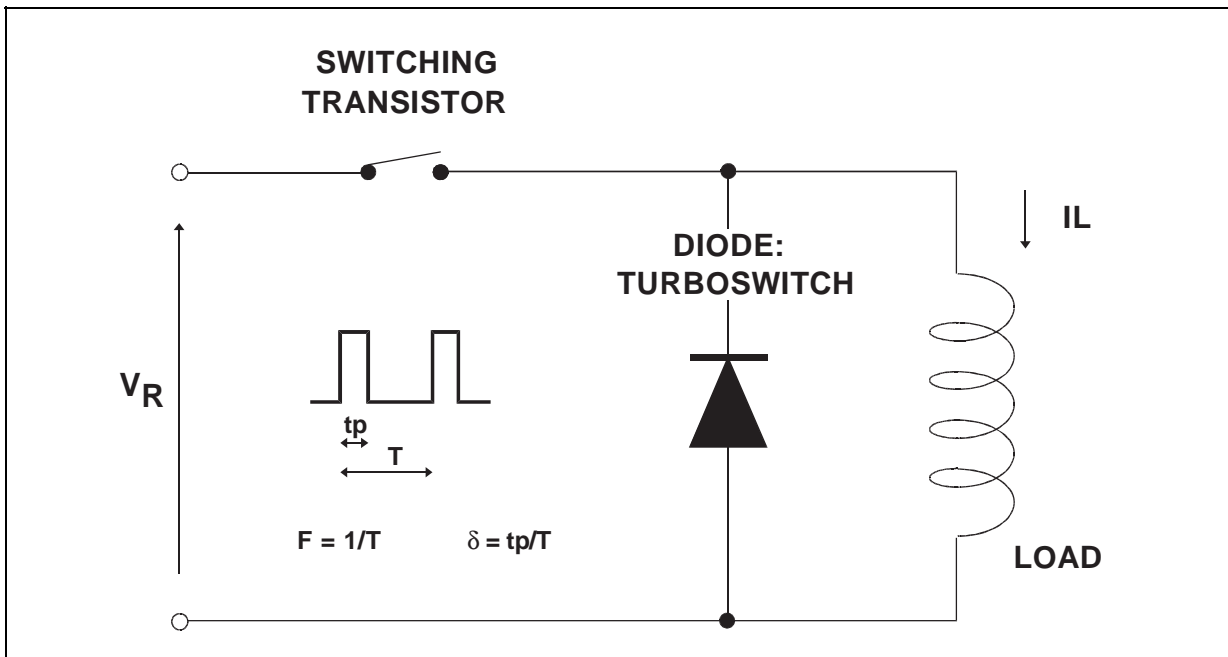 SWITCHING
TRANSISTOR
IL
DIODE:
TURBOSWITCH
VR
tp
T
F = 1/T
δ = tp/T
LOAD